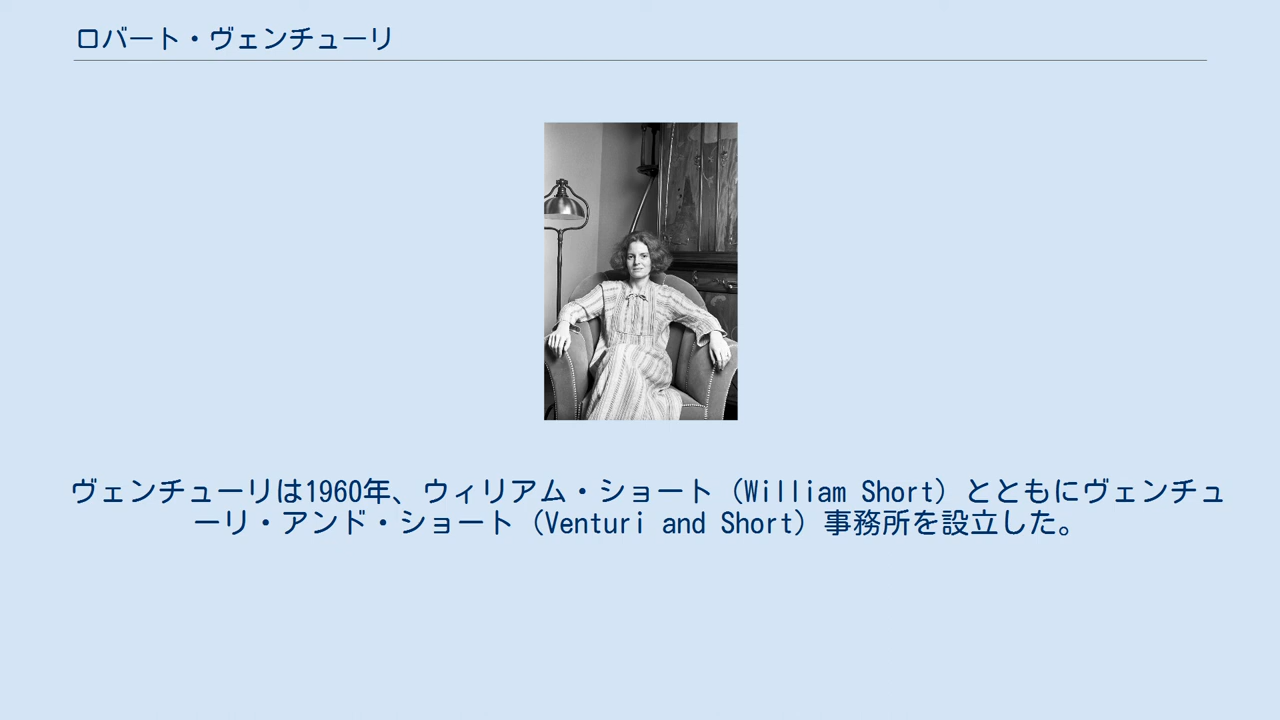 ロバート・ヴェンチューリ
ヴェンチューリは1960年、ウィリアム・ショート（William Short）とともにヴェンチュ
ーリ・アンド・ショート（Venturi and Short）事務所を設立した。